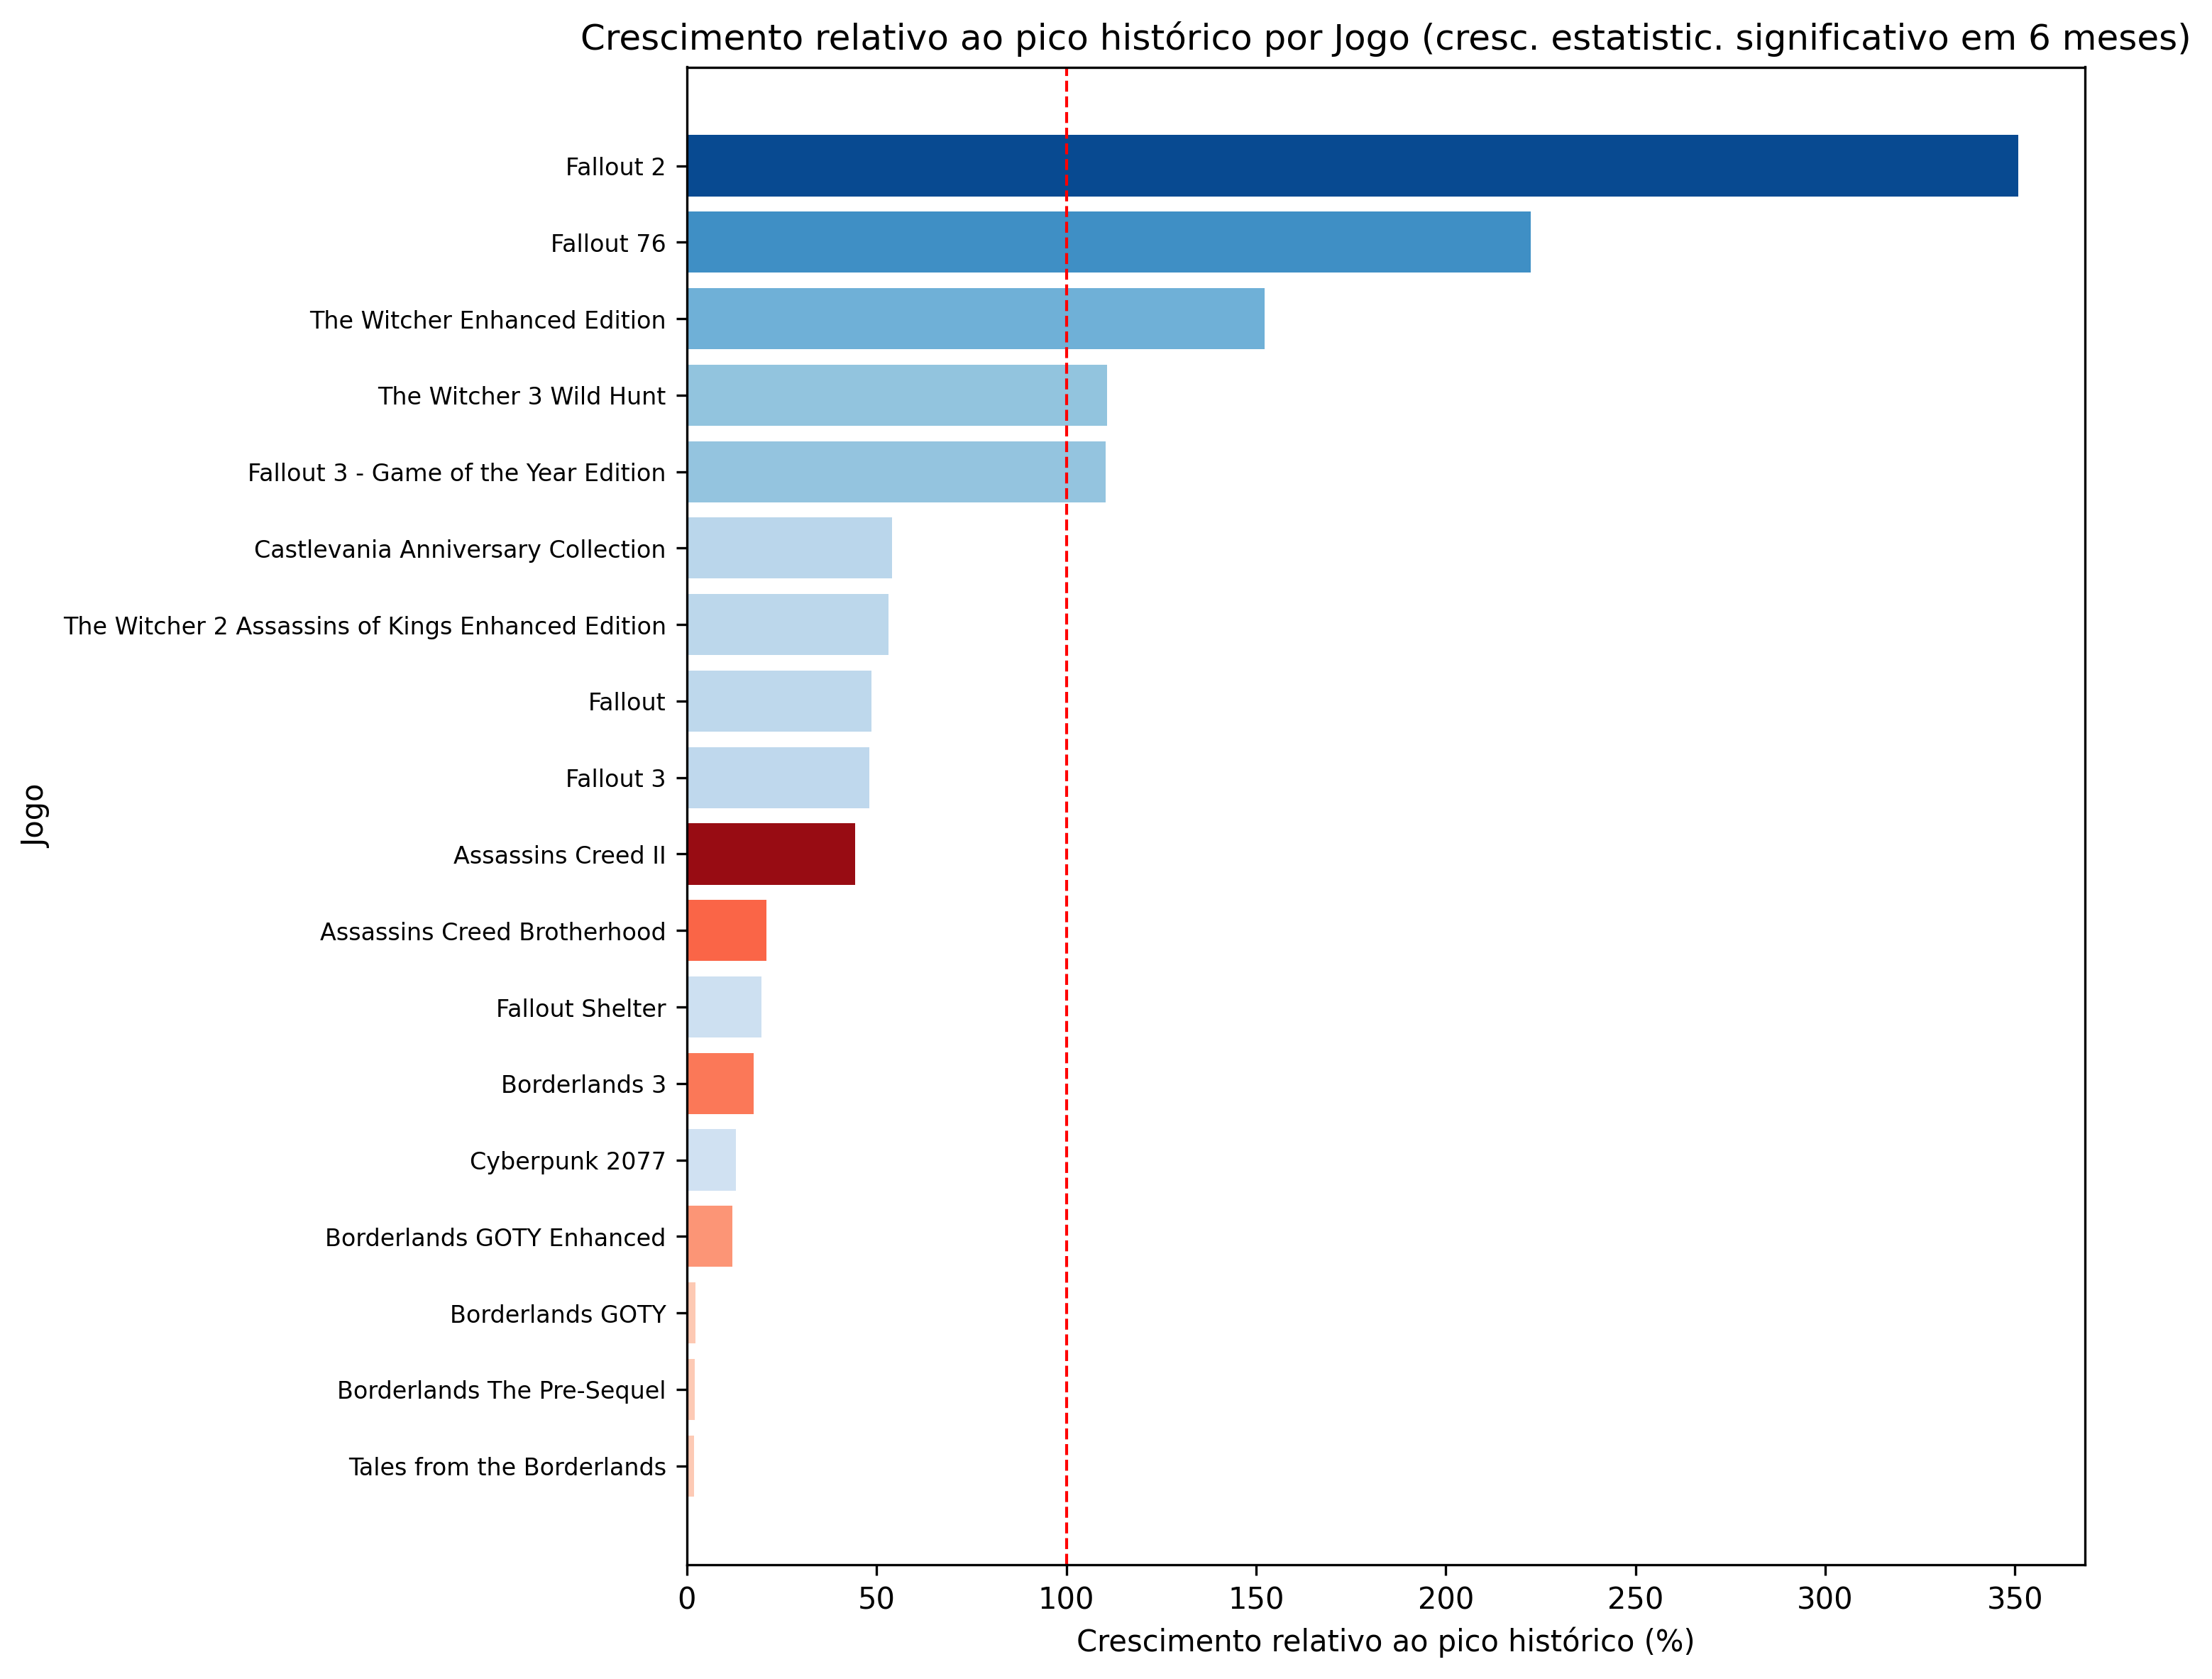 Crescimento relativo ao pico histórico por Jogo (cresc. estatistic. significativo em 6 meses)
Fallout 2
Fallout 76
The Witcher Enhanced Edition
The Witcher 3 Wild Hunt
Fallout 3 - Game of the Year Edition
Castlevania Anniversary Collection
The Witcher 2 Assassins of Kings Enhanced Edition
Fallout
Fallout 3
Assassins Creed II
Assassins Creed Brotherhood
Fallout Shelter
Borderlands 3
Cyberpunk 2077
Borderlands GOTY Enhanced
Borderlands GOTY
Borderlands The Pre-Sequel
Tales from the Borderlands
Jogo
0 50 100 150 200 250 300 350
Crescimento relativo ao pico histórico (%)